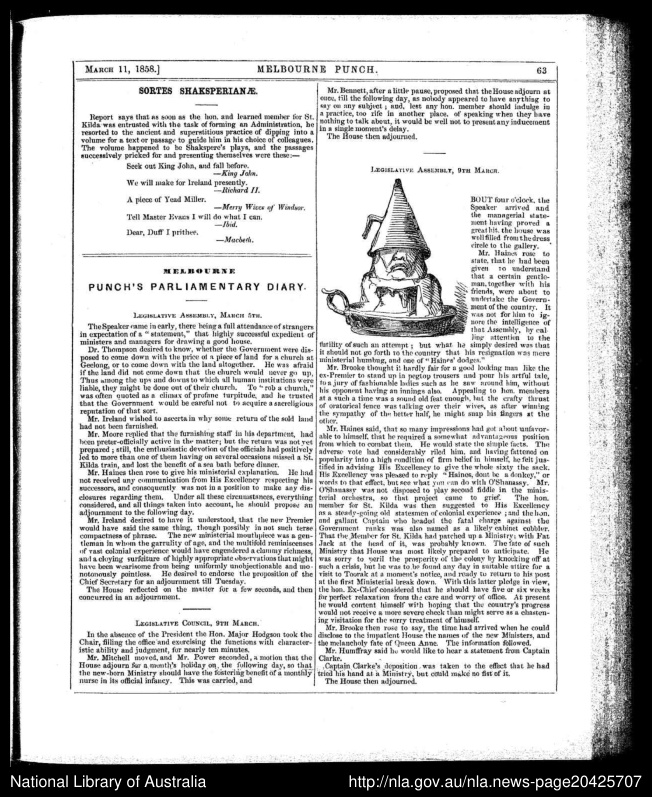 MARCH 11, 1858.]
MELBOURNE PUNCH.
63
SORTES SHAKSPERIANÆ.
Report says that as soon as the hon. and learned member for St.
Kilda was entrusted with the task of forming an Administration, he
resorted to the ancient and superstitious practice of dipping into a
volume for a text or passage to guide him in his choice of colleagues.
The volume happened to be Shakspere's plays, and the passages
successively pricked for and presenting themselves were these:—
Seek out King John, and fall before.
—King John.
We will make for Ireland presently.
—Richard II.
A piece of Yead Miller.
—Merry Wives of Windsor.
Tell Master Evans I will do what I can.
—Ibid.
Dear, Duff I prithee.
—Macbeth.
MELBOURNE
PUNCH'S PARLIAMENTARY DIARY.
LEGISLATIVE ASSEMBLY, MARCH 5TH.
The Speaker came in early, there being a full attendance of strangers
in expectation of a "statement," that highly successful expedient of
ministers and managers for drawing a good house.
Dr. Thompson desired to know, whether the Government were dis-
posed to come down with the price of a piece of land for a church at
Geelong, or to come down with the land altogether. He was afraid
if the land did not come down that the church would never go up.
Thus among the ups and downs to which all human institutions were
liable, they might be done out of their church. To "rob a church,"
was often quoted as a climax of profane turpitude, and he trusted
that the Government would be careful not to acquire a sacrilegious
reputation of that sort.
Mr. Ireland wished to ascertain why some return of the sold land
had not been furnished.
Mr. Moore replied that the furnishing staff in his department, had
been preter-officially active in the matter; but the return was not yet
prepared; still, the enthusiastic devotion of the officials had positively
led to more than one of them having on several occasions missed a St.
Kilda train, and lost the benefit of a sea bath before dinner.
Mr. Haines then rose to give his ministerial explanation. He had
not received any communication from His Excellency respecting his
successors, and consequently was not in a position to make any dis-
closures regarding them. Under all these circumstances, everything
considered, and all things taken into account, he should propose an
adjournment to the following day.
Mr. Ireland desired to have it understood, that the new Premier
would have said the same thing, though possibly in not such terse
compactness of phrase. The new ministerial mouthpiece was a gen-
tleman in whom the garrulity of age, and the multifold reminiscenses
of vast colonial experience would have engendered a clammy richness,
and a cloying surfeiture of highly appropriate observations that might
have been wearisome from being uniformly unobjectionable and mo-
notonously pointless. He desired to endorse the proposition of the
Chief Secretary for an adjournment till Tuesday.
The House reflected on the matter for a few seconds, and then
concurred in an adjournment.
LEGISLATIVE COUNCIL, 9TH MARCH.
In the absence of the President the Hon. Major Hodgson took the
Chair, filling the office and exercising the functions with character-
istic ability and judgment, for nearly ten minutes.
Mr. Mitchell moved, and Mr. Power seconded, a motion that the
House adjourn for a month's holiday on the following day, so that
the new-born Ministry should have the fostering benefit of a monthly
nurse in its official infancy. This was carried, and
Mr. Bennett, after a little pause, proposed that the House adjourn at
once, till the following day, as nobody appeared to have anything to
say on any subject; and, lest any hon. member should indulge in
a practice, too rife in another place, of speaking when they have
nothing to talk about, it would be well not to present any inducement
in a single moment's delay.
The House then adjourned.
LEGISLATIVE ASSEMBLY, 9TH MARCH.
BOUT four o'clock, the
Speaker arrived and
the managerial state-
ment having proved a
great hit, the house was
well filled from the dress
circle to the gallery.
Mr. Haines rose to
state, that he had been
given to understand
that a certain gentle-
man, together with his
friends, were about to
undertake the Govern-
ment of the country. It
was not for him to ig-
nore the intelligence of
that Assembly, by cal-
ling attention to the
futility of such an attempt; but what he simply desired was that
it should not go forth to the country that his resignation was mere
ministerial humbug, and one of "Haines' dodges."
Mr. Brooke thought it hardly fair for a good looking man like the
ex-Premier to stand up in pegtop trousers and pour his artful tale,
to a jury of fashionable bellies such as he saw around him, without
his opponent having an innings also. Appealing to hon. members
at such a time was a sound old feat enough, but the crafty thrust
of oratorical fence was talking over their wives, as after winning
the sympathy of the better half, he might snap his fingers at the
other.
Mr. Haines said, that so many impressions had got about unfavor-
able to himself, that he required a somewhat advantageous position
from which to combat them. He would state the simple facts. The
adverse vote had considerably riled him, and having fattened on
popularity into a high condition of firm belief in himself, he felt jus-
tified in advising His Excellency to give the whole sixty the sack.
His Excellency was pleased to reply "Haines, dont be a donkey," or
words to that effect, but see what you can do with O'Shanassy. Mr.
O'Shanassy was not disposed to play second fiddle in the minis-
terial orchestra, so that project came to grief. The hon.
member for St. Kilda was then suggested to His Excellency
as a steady-going old statesmen of colonial experience; and the hon.
and gallant Captain who headed the fatal charge against the
Government ranks was also named as a likely cabinet cobbler.
That the Member for St. Kilda had patched up a Ministry; with Fat
Jack at the head of it, was probably known. The fate of such
Ministry that House was most likely prepared to anticipate. He
was sorry to peril the prosperity of the colony by knocking off at
such a crisis, but he was to be found any day in suitable attire for a
visit to Toorak at a moment's notice, and ready to return to his post
at the first Ministerial break down. With this latter pledge in view,
the hon. Ex-Chief considered that he should have five or six weeks
for perfect relaxation from the care and worry of office. At present
he would content himself with hoping that the country's progress
would not receive a more severe check than might serve as a chasten-
ing visitation for the sorry treatment of himself.
Mr. Brooke then rose to say, the time had arrived when he could
disclose to the impatient House the names of the new Ministers, and
the melancholy fate of Queen Anne. The information followed.
Mr. Humffray said he would like to hear a statement from Captain
Clarke.
Captain Clarke's deposition was taken to the effect that he had
tried his hand at a Ministry, but could make no fist of it.
The House then adjourned.
National Library of Australia
http://nla.gov.au/nla.news-page20425707